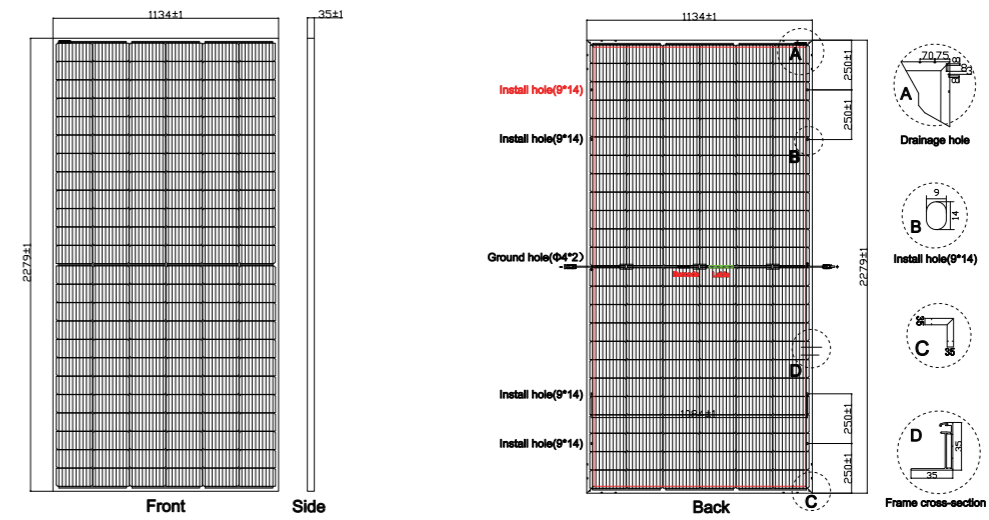 1134±1
35±1
2279±1
Front
Side
1134±1
A
250±1
Install hole(9*14)
250±1
Install hole(9*14)
B
Ground hole(Φ4*2)
2279±1
D
Install hole(9*14)
250±1
Install hole(9*14)
250±1
C
Back
A
Drainage hole
9
14
B
Install hole(9*14)
35
C
35
D
35
35
Frame cross-section